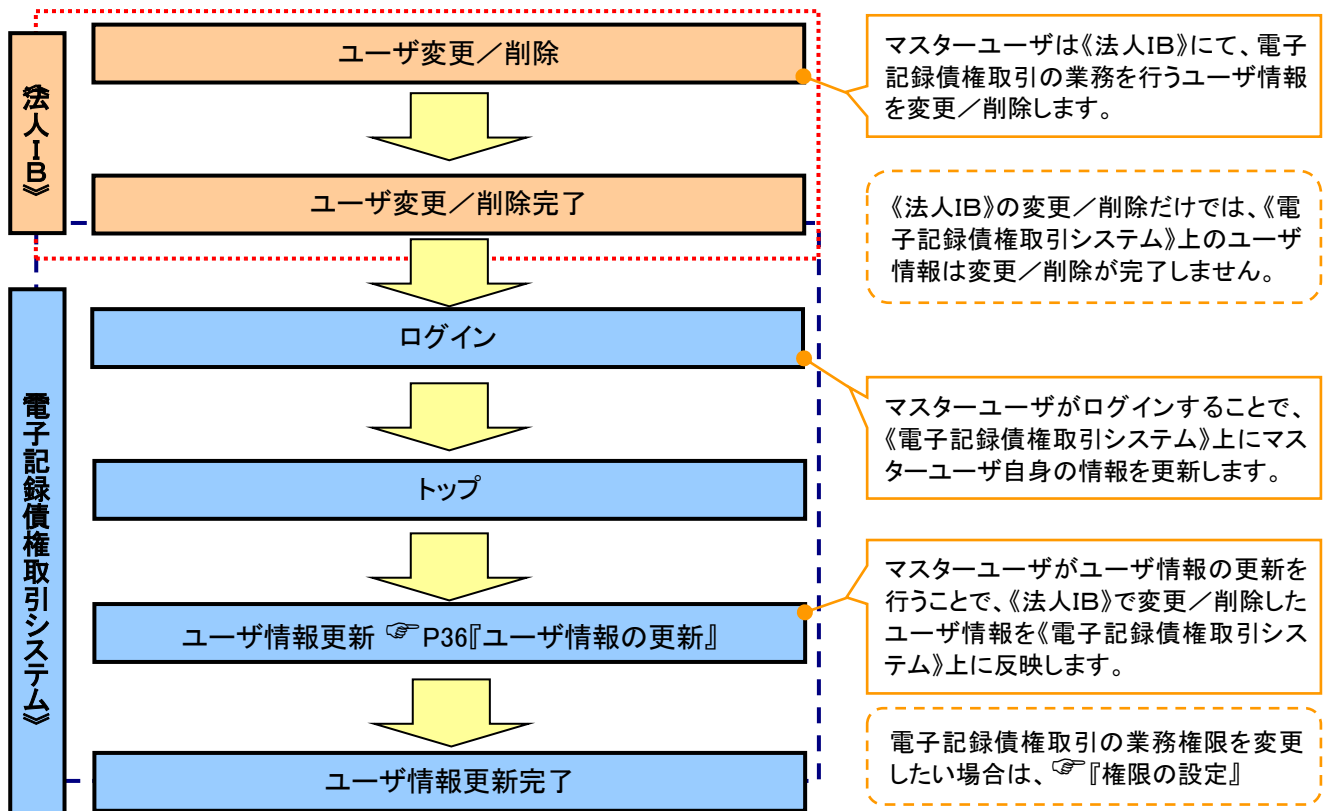 《法人IB》
ユーザ変更／削除
マスターユーザは《法人IB》にて、電子
記録債権取引の業務を行うユーザ情報
を変更／削除します。
ユーザ変更／削除完了
《法人IB》の変更／削除だけでは、《電
子記録債権取引システム》上のユーザ
情報は変更／削除が完了しません。
《電子記録債権取引システム》
ログイン
マスターユーザがログインすることで、
《電子記録債権取引システム》上にマス
ターユーザ自身の情報を更新します。
トップ
ユーザ情報更新 ☞P36『ユーザ情報の更新』
マスターユーザがユーザ情報の更新を
行うことで、《法人IB》で変更／削除した
ユーザ情報を《電子記録債権取引シス
テム》上に反映します。
ユーザ情報更新完了
電子記録債権取引の業務権限を変更
したい場合は、☞『権限の設定』